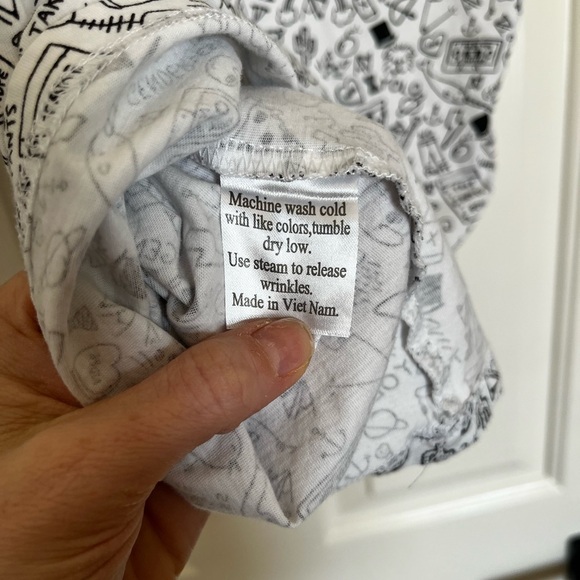 Machine wash cold
with like colors,tumble
dry low.
Use steam to release
wrinkles.
Made in Viet Nam.